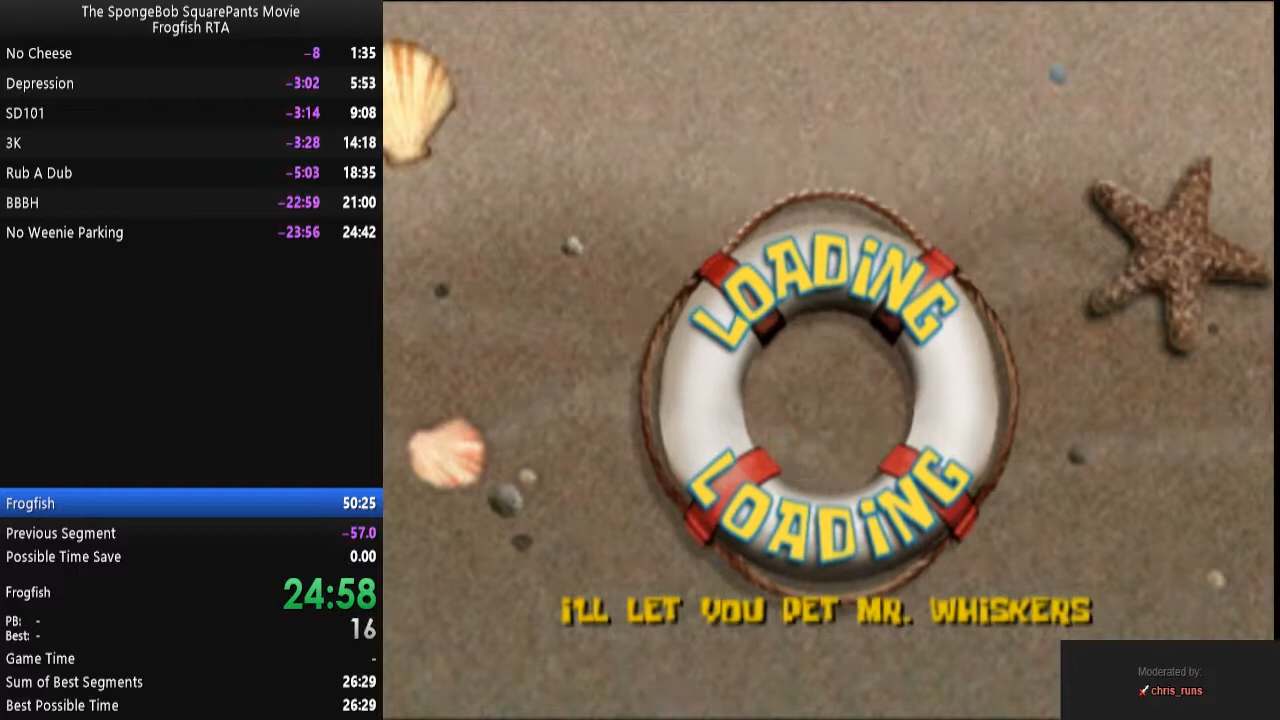 The SpongeBob SquarePants Movie
Frogfish RTA
No Cheese −8 1:35
Depression −3:02 5:53
SD101 −3:14 9:08
3K −3:28 14:18
Rub A Dub −5:03 18:35
BBBH −22:59 21:00
No Weenie Parking −23:56 24:42
Frogfish 50:25
Previous Segment −57.0
Possible Time Save 0.00
Frogfish 24:58
PB: -
Best: -
16
Game Time -
Sum of Best Segments 26:29
Best Possible Time 26:29
LOADiNG
LOADiNG
i'LL LET YOU PET MR. WHiSKERS
Moderated by:
chris_runs